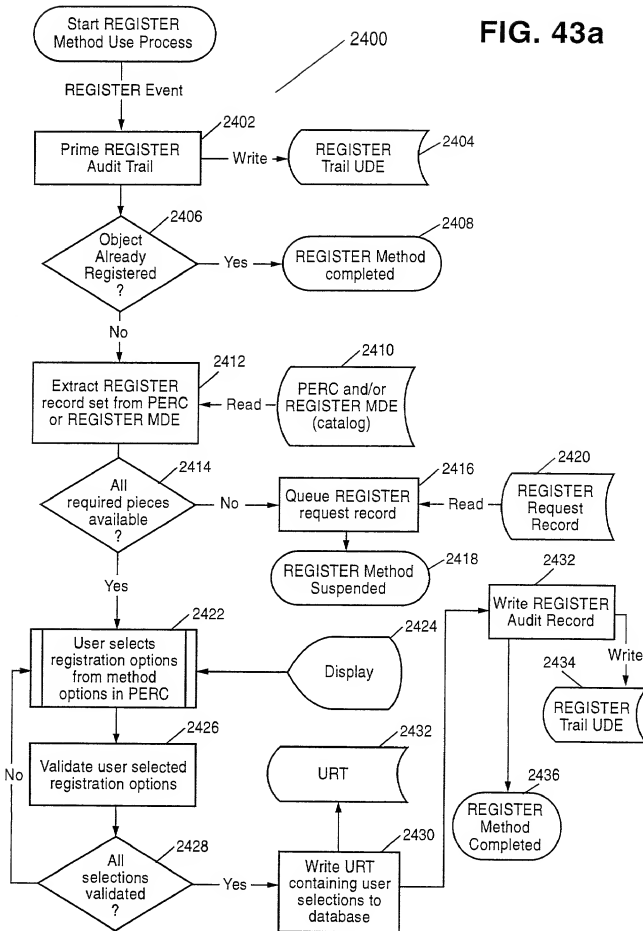 FIG. 43a
Start REGISTER
Method Use Process
2400
REGISTER Event
2402
Prime REGISTER
Audit Trail
Write
2404
REGISTER
Trail UDE
2406
Object
Already
Registered
?
Yes
2408
REGISTER Method
completed
No
2412
Extract REGISTER
record set from PERC
or REGISTER MDE
Read
2410
PERC and/or
REGISTER MDE
(catalog)
2414
All
required pieces
available
?
No
2416
Queue REGISTER
request record
Read
2420
REGISTER
Request
Record
2418
REGISTER Method
Suspended
Yes
2422
User selects
registration options
from method
options in PERC
2424
Display
2432
Write REGISTER
Audit Record
Write
2434
REGISTER
Trail UDE
2426
Validate user selected
registration options
No
2432
URT
2436
REGISTER
Method
Completed
2428
All
selections
validated
?
Yes
2430
Write URT
containing user
selections to
database